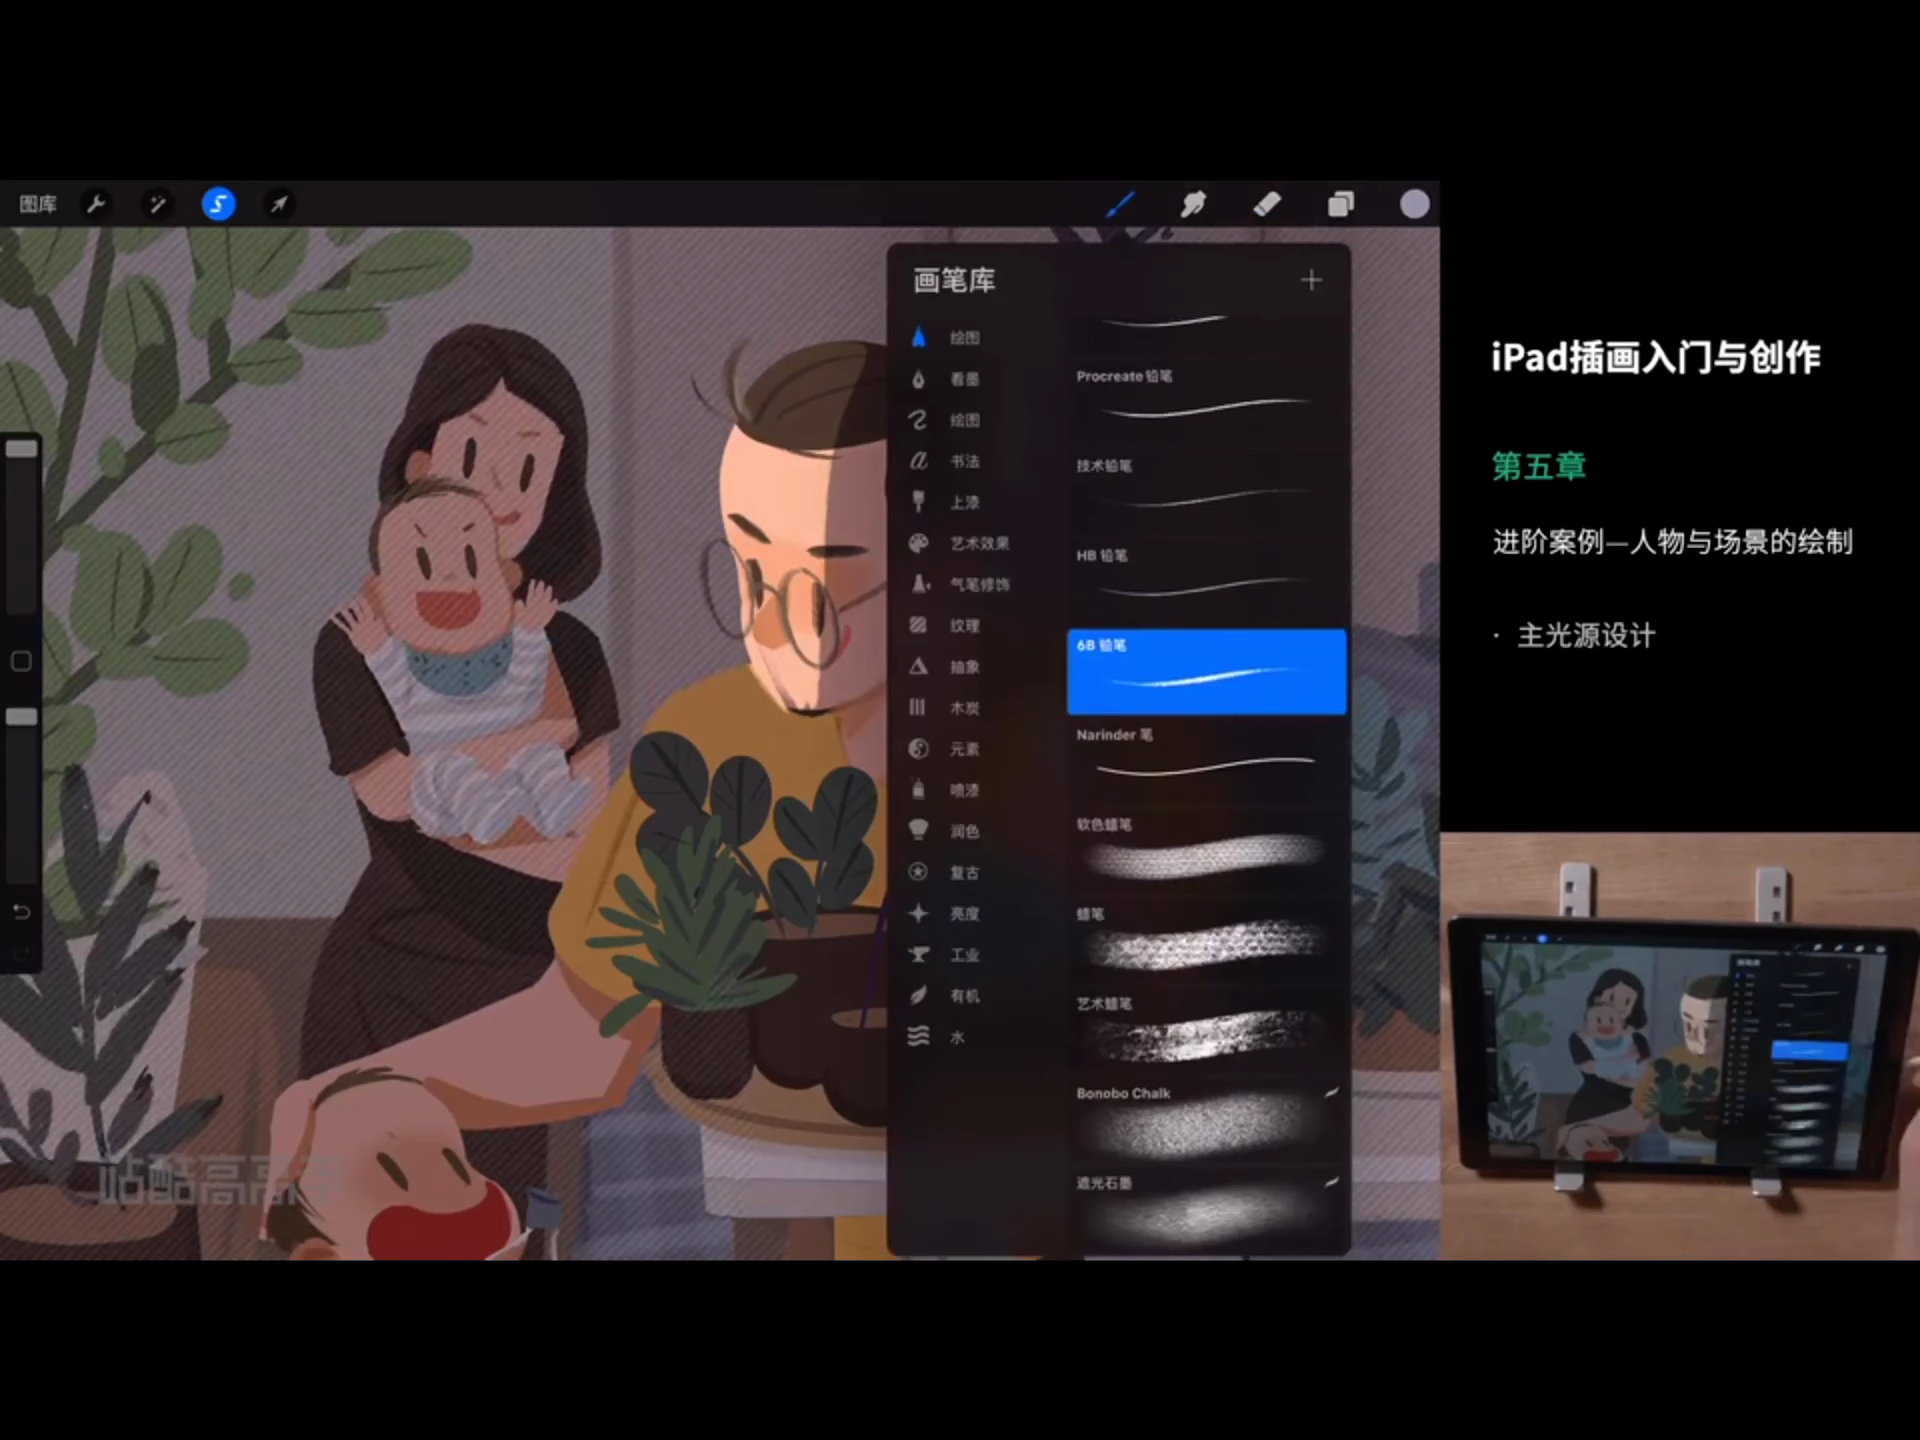 图库
画笔库
绘图
着墨
绘图
书法
上漆
艺术效果
气笔修饰
纹理
抽象
木炭
元素
喷漆
润色
复古
亮度
工业
有机
水
Procreate 铅笔
技术铅笔
HB 铅笔
6B 铅笔
Narinder 笔
软色蜡笔
蜡笔
艺术蜡笔
Bonobo Chalk
遮光石墨
iPad插画入门与创作
第五章
进阶案例—人物与场景的绘制
· 主光源设计
站酷高高手